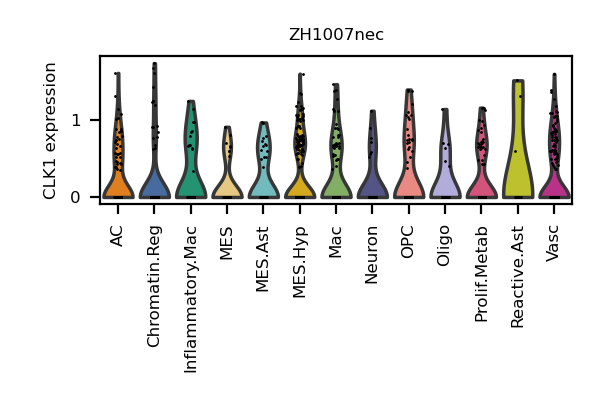 ZH1007nec
CLK1 expression
1
0
AC
Chromatin.Reg
Inflammatory.Mac
MES
MES.Ast
MES.Hyp
Mac
Neuron
OPC
Oligo
Prolif.Metab
Reactive.Ast
Vasc